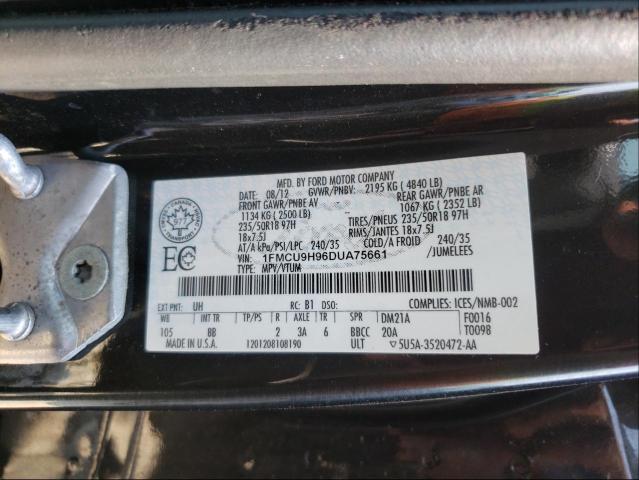 MFD. BY FORD MOTOR COMPANY
DATE: 08/12 GVWR/PNBV: 2195 KG ( 4840 LB)
FRONT GAWR/PNBE AV REAR GAWR/PNBE AR
1134 KG ( 2500 LB) 1067 KG ( 2352 LB)
235/50R18 97H TIRES/PNEUS 235/50R18 97H
18x7.5J RIMS/JANTES 18x7.5J
AT/A kPa/PSI/LPC 240/35 COLD/A FROID 240/35
VIN: 1FMCU9H96DUA75661 /JUMELEES
TYPE: MPV/VTUM
CANADA
TRANSPORT
EC
EXT PNT: UH RC: B1 DSO: COMPLIES: ICES/NMB-002
WB INT TR TP/PS R AXLE TR SPR DM21A F0016
105 BB 2 3A 6 BBCC 20A T0098
MADE IN U.S.A. 1201208108190 ULT 5U5A-3520472-AA